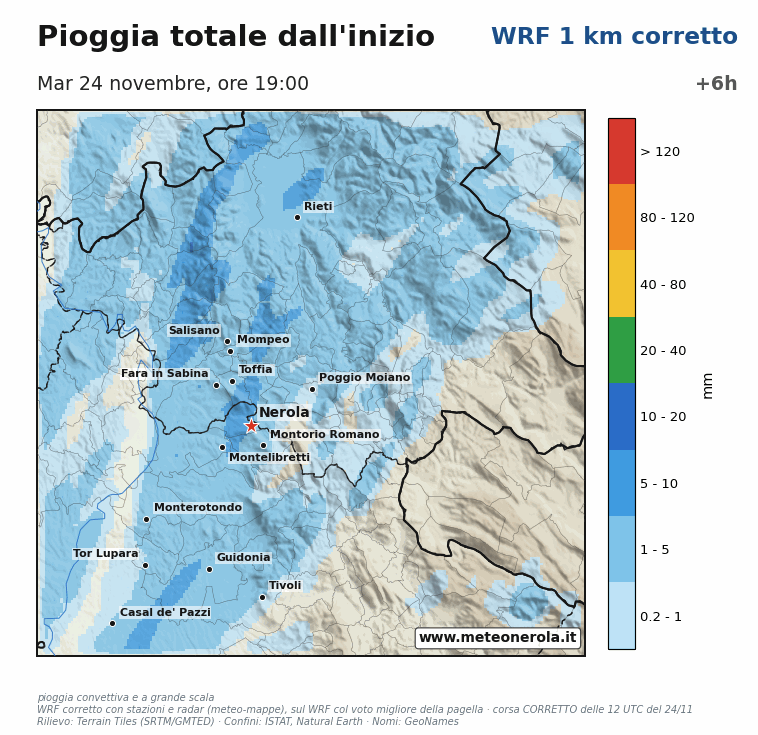 Pioggia totale dall'inizio
WRF 1 km corretto
Mar 24 novembre, ore 19:00
+6h
Rieti
Salisano
Mompeo
Toffia
Fara in Sabina
Poggio Moiano
Nerola
Montorio Romano
Montelibretti
Monterotondo
Tor Lupara
Guidonia
Tivoli
Casal de' Pazzi
www.meteonerola.it
> 120
80 - 120
40 - 80
20 - 40
10 - 20
5 - 10
1 - 5
0.2 - 1
mm
pioggia convettiva e a grande scala
WRF corretto con stazioni e radar (meteo-mappe), sul WRF col voto migliore della pagella · corsa CORRETTO delle 12 UTC del 24/11
Rilievo: Terrain Tiles (SRTM/GMTED) · Confini: ISTAT, Natural Earth · Nomi: GeoNames